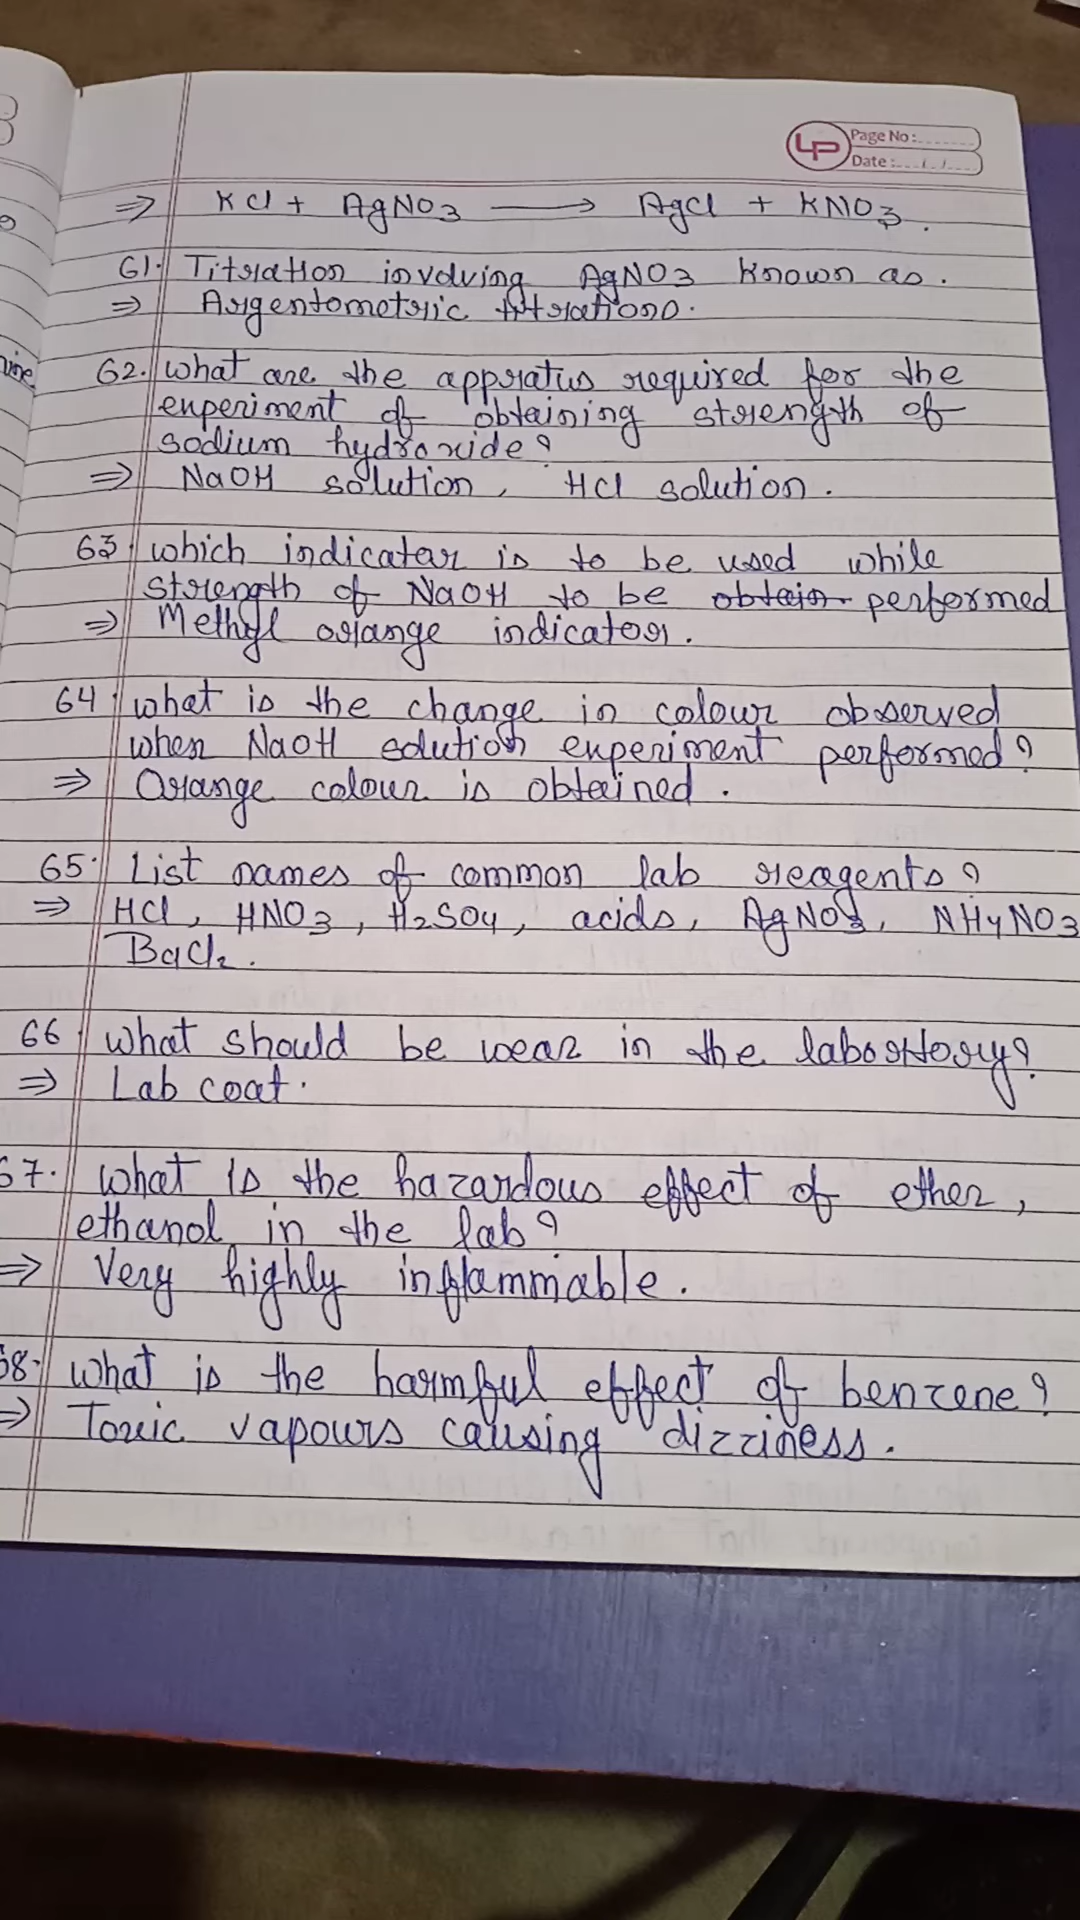 LP Page No:.......
Date :.../.../...
⇒ KCl + AgNO3 ⟶ AgCl + KNO3.
61. Titration involving AgNO3 known as.
⇒ Argentometric titrations.
62. what are the appratus required for the
experiment of obtaining strength of
sodium hydroxide?
⇒ NaOH solution, HCl solution.
63. which indicator is to be used while
strength of NaOH to be obtain performed
⇒ Methyl orange indicator.
64. what is the change in colour observed
when NaOH solution experiment performed?
⇒ Orange colour is obtained.
65. List names of common lab reagents?
⇒ HCl, HNO3, H2SO4, acids, AgNO3, NH4NO3
BaCl2.
66. what should be wear in the labortory?
⇒ Lab coat.
67. what is the hazardous effect of ether,
ethanol in the lab?
⇒ Very highly inflammable.
68. what is the harmful effect of benzene?
⇒ Toxic vapours causing dizziness.